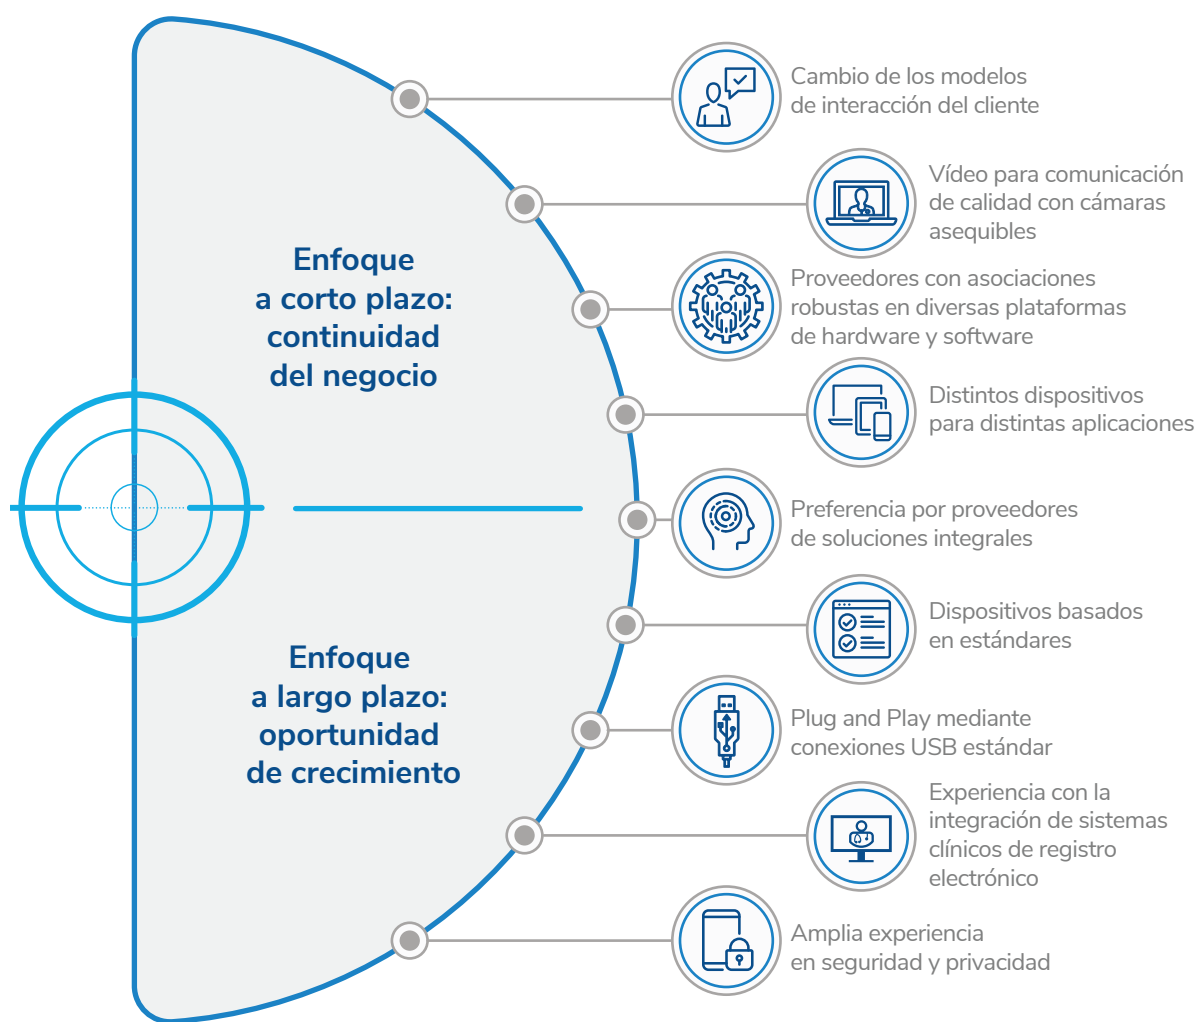 Enfoque
a corto plazo:
continuidad
del negocio
Enfoque
a largo plazo:
oportunidad
de crecimiento
Cambio de los modelos
de interacción del cliente
Vídeo para comunicación
de calidad con cámaras
asequibles
Proveedores con asociaciones
robustas en diversas plataformas
de hardware y software
Distintos dispositivos
para distintas aplicaciones
Preferencia por proveedores
de soluciones integrales
Dispositivos basados
en estándares
Plug and Play mediante
conexiones USB estándar
Experiencia con la
integración de sistemas
clínicos de registro
electrónico
Amplia experiencia
en seguridad y privacidad